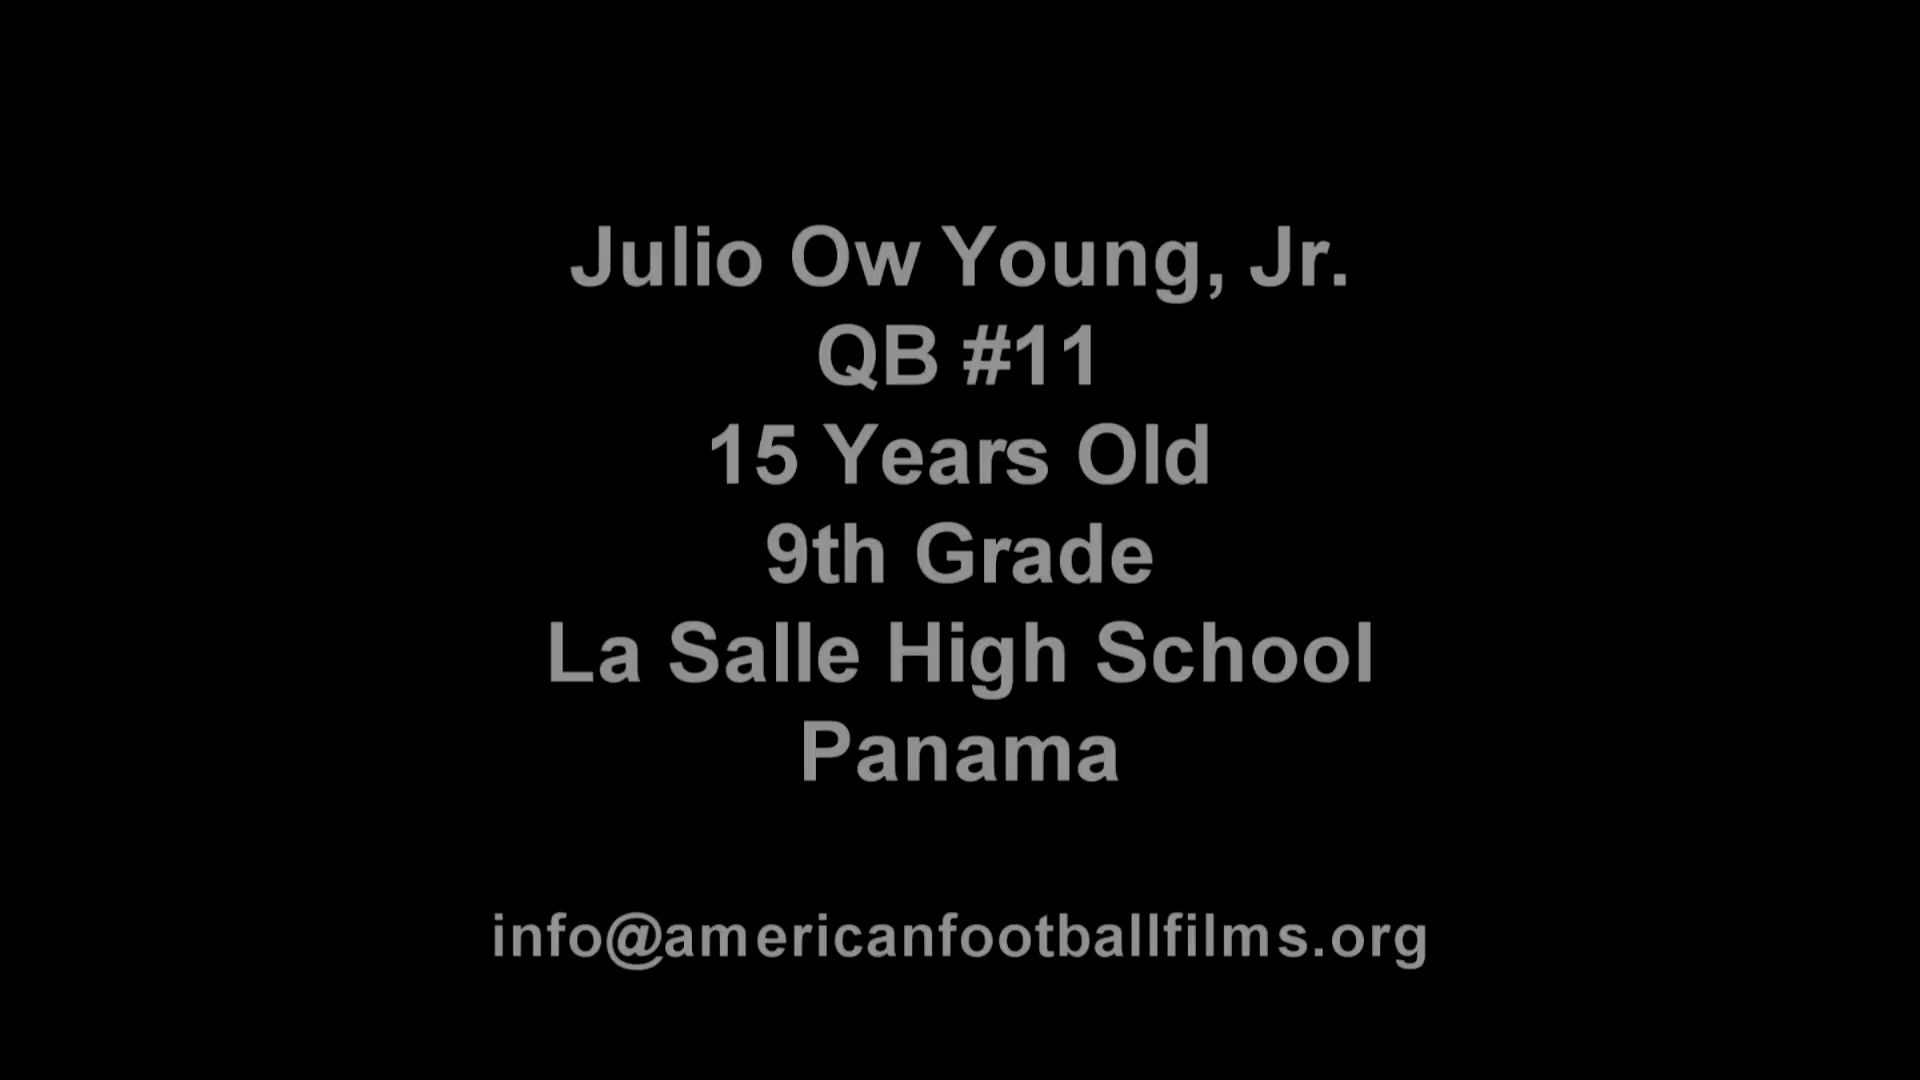 Julio Ow Young, Jr.
QB #11
15 Years Old
9th Grade
La Salle High School
Panama
info@americanfootballfilms.org